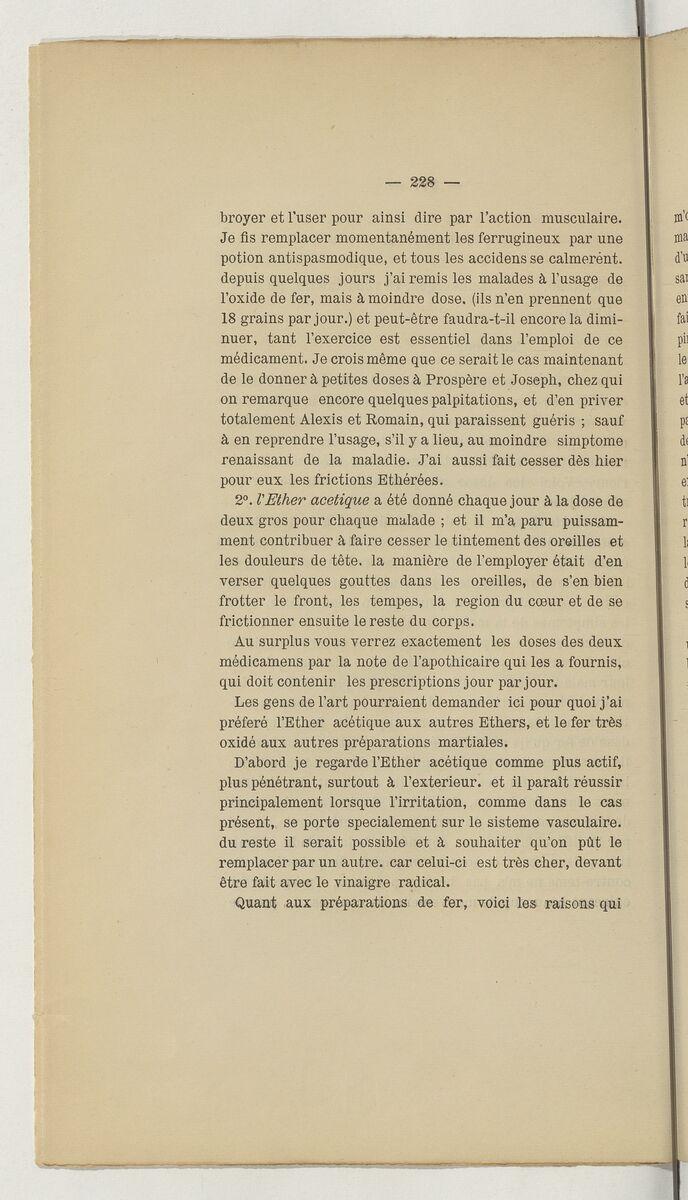 — 228 —
broyer et l'user pour ainsi dire par l'action musculaire.
Je fis remplacer momentanément les ferrugineux par une
potion antispasmodique, et tous les accidens se calmerént.
depuis quelques jours j'ai remis les malades à l'usage de
l'oxide de fer, mais à moindre dose. (ils n'en prennent que
18 grains par jour.) et peut-être faudra-t-il encore la dimi-
nuer, tant l'exercice est essentiel dans l'emploi de ce
médicament. Je crois même que ce serait le cas maintenant
de le donner à petites doses à Prospère et Joseph, chez qui
on remarque encore quelques palpitations, et d'en priver
totalement Alexis et Romain, qui paraissent guéris ; sauf
à en reprendre l'usage, s'il y a lieu, au moindre simptome
renaissant de la maladie. J'ai aussi fait cesser dès hier
pour eux les frictions Ethérées.
2º. l'Ether acetique a été donné chaque jour à la dose de
deux gros pour chaque malade ; et il m'a paru puissam-
ment contribuer à faire cesser le tintement des oreilles et
les douleurs de tête. la manière de l'employer était d'en
verser quelques gouttes dans les oreilles, de s'en bien
frotter le front, les tempes, la region du cœur et de se
frictionner ensuite le reste du corps.
Au surplus vous verrez exactement les doses des deux
médicamens par la note de l'apothicaire qui les a fournis,
qui doit contenir les prescriptions jour par jour.
Les gens de l'art pourraient demander ici pour quoi j'ai
préferé l'Ether acétique aux autres Ethers, et le fer très
oxidé aux autres préparations martiales.
D'abord je regarde l'Ether acétique comme plus actif,
plus pénétrant, surtout à l'exterieur. et il paraît réussir
principalement lorsque l'irritation, comme dans le cas
présent, se porte specialement sur le sisteme vasculaire.
du reste il serait possible et à souhaiter qu'on pût le
remplacer par un autre. car celui-ci est très cher, devant
être fait avec le vinaigre radical.
Quant aux préparations de fer, voici les raisons qui